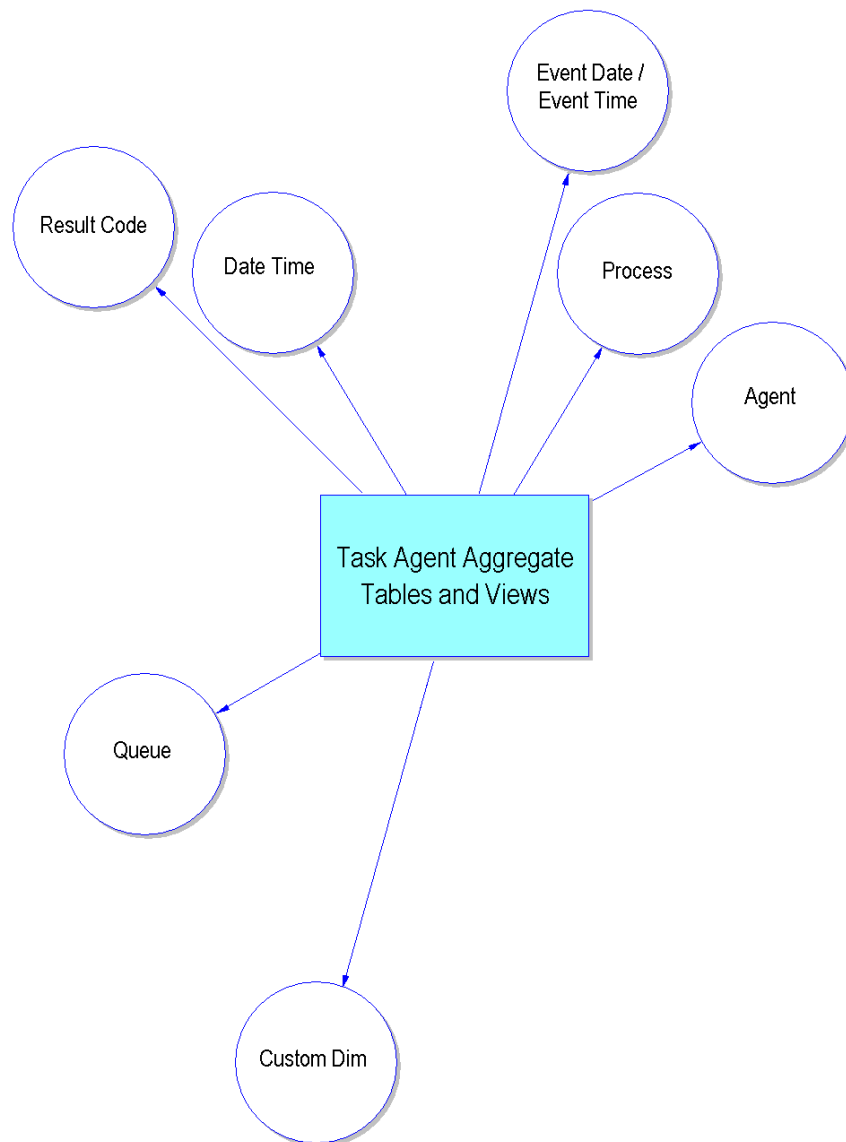 Event Date /
Event Time
Result Code
Date Time
Process
Agent
Task Agent Aggregate
Tables and Views
Queue
Custom Dim